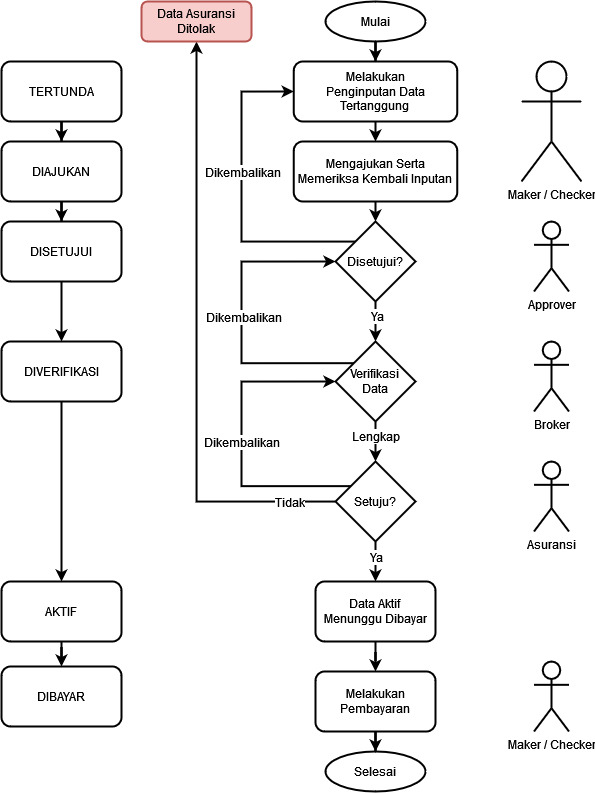 Data Asuransi
Ditolak
Mulai
TERTUNDA
Melakukan
Penginputan Data
Tertanggung
DIAJUKAN
Dikembalikan
Mengajukan Serta
Memeriksa Kembali Inputan
Maker / Checker
DISETUJUI
Disetujui?
Approver
Dikembalikan
Ya
DIVERIFIKASI
Verifikasi
Data
Broker
Dikembalikan
Lengkap
Tidak
Setuju?
Asuransi
Ya
AKTIF
Data Aktif
Menunggu Dibayar
DIBAYAR
Melakukan
Pembayaran
Maker / Checker
Selesai